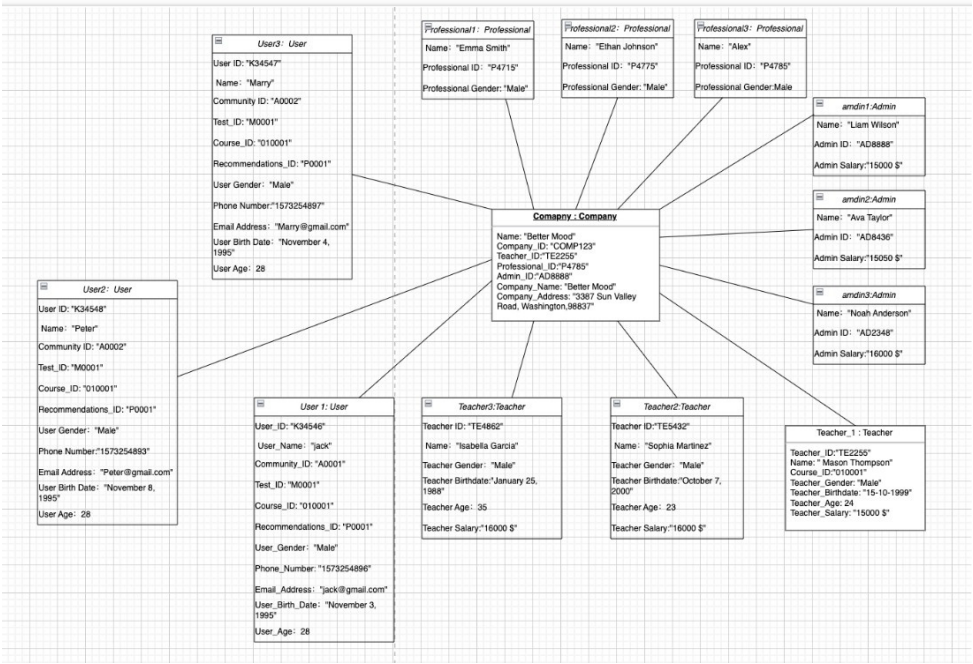 Professional1: Professional
Name: "Emma Smith"
Professional ID: "P4715"
Professional Gender: "Male"
Professional2: Professional
Name: "Ethan Johnson"
Professional ID: "P4775"
Professional Gender: "Male"
Professional3: Professional
Name: "Alex"
Professional ID: "P4785"
Professional Gender:Male
User3: User
User ID: "K34547"
Name: "Marry"
Community ID: "A0002"
Test_ID: "M0001"
Course_ID: "010001"
Recommendations_ID: "P0001"
User Gender: "Male"
Phone Number:"1573254897"
Email Address: "Marry@gmail.com"
User Birth Date: "November 4,
1995"
User Age: 28
amdin1:Admin
Name: "Liam Wilson"
Admin ID: "AD8888"
Admin Salary:"15000 $"
amdin2:Admin
Name: "Ava Taylor"
Admin ID: "AD8436"
Admin Salary:"15050 $"
amdin3:Admin
Name: "Noah Anderson"
Admin ID: "AD2348"
Admin Salary:"16000 $"
Comapny : Company
Name: "Better Mood"
Company_ID: "COMP123"
Teacher_ID:"TE2255"
Professional_ID:"P4785"
Admin_ID:"AD8888"
Company_Name: "Better Mood"
Company_Address: "3387 Sun Valley
Road, Washington,98837"
User2: User
User ID: "K34548"
Name: "Peter"
Community ID: "A0002"
Test_ID: "M0001"
Course_ID: "010001"
Recommendations_ID: "P0001"
User Gender: "Male"
Phone Number:"1573254893"
Email Address: "Peter@gmail.com"
User Birth Date: "November 8,
1995"
User Age: 28
User 1: User
User_ID: "K34546"
User_Name: "jack"
Community_ID: "A0001"
Test_ID: "M0001"
Course_ID: "010001"
Recommendations_ID: "P0001"
User_Gender: "Male"
Phone_Number: "1573254896"
Email_Address: "jack@gmail.com"
User_Birth_Date: "November 3,
1995"
User_Age: 28
Teacher3:Teacher
Teacher ID: "TE4862"
Name: "Isabella Garcia"
Teacher Gender: "Male"
Teacher Birthdate:"January 25,
1988"
Teacher Age: 35
Teacher Salary:"16000 $"
Teacher2:Teacher
Teacher ID:"TE5432"
Name: "Sophia Martinez"
Teacher Gender: "Male"
Teacher Birthdate:"October 7,
2000"
Teacher Age: 23
Teacher Salary:"16000 $"
Teacher_1 : Teacher
Teacher_ID:"TE2255"
Name: " Mason Thompson"
Course_ID:"010001"
Teacher_Gender: "Male"
Teacher_Birthdate: "15-10-1999"
Teacher_Age: 24
Teacher_Salary: "15000 $"